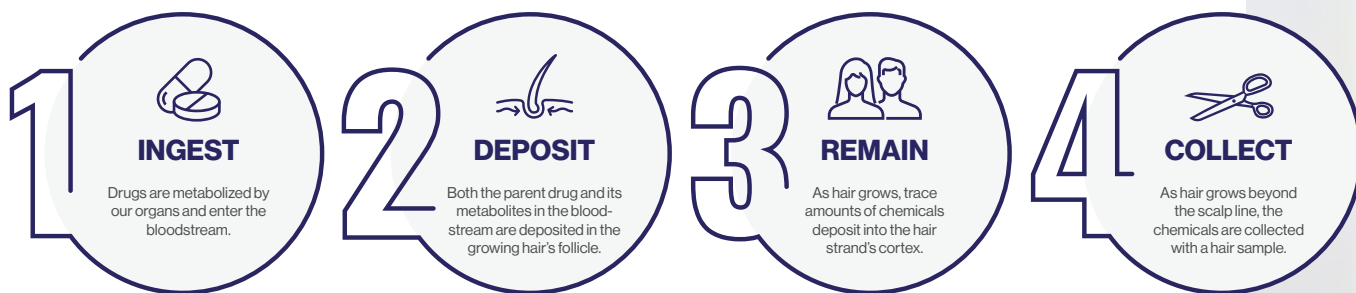 1
INGEST
Drugs are metabolized by
our organs and enter the
bloodstream.
2
DEPOSIT
Both the parent drug and its
metabolites in the blood-
stream are deposited in the
growing hair's follicle.
3
REMAIN
As hair grows, trace
amounts of chemicals
deposit into the hair
strand's cortex.
4
COLLECT
As hair grows beyond
the scalp line, the
chemicals are collected
with a hair sample.